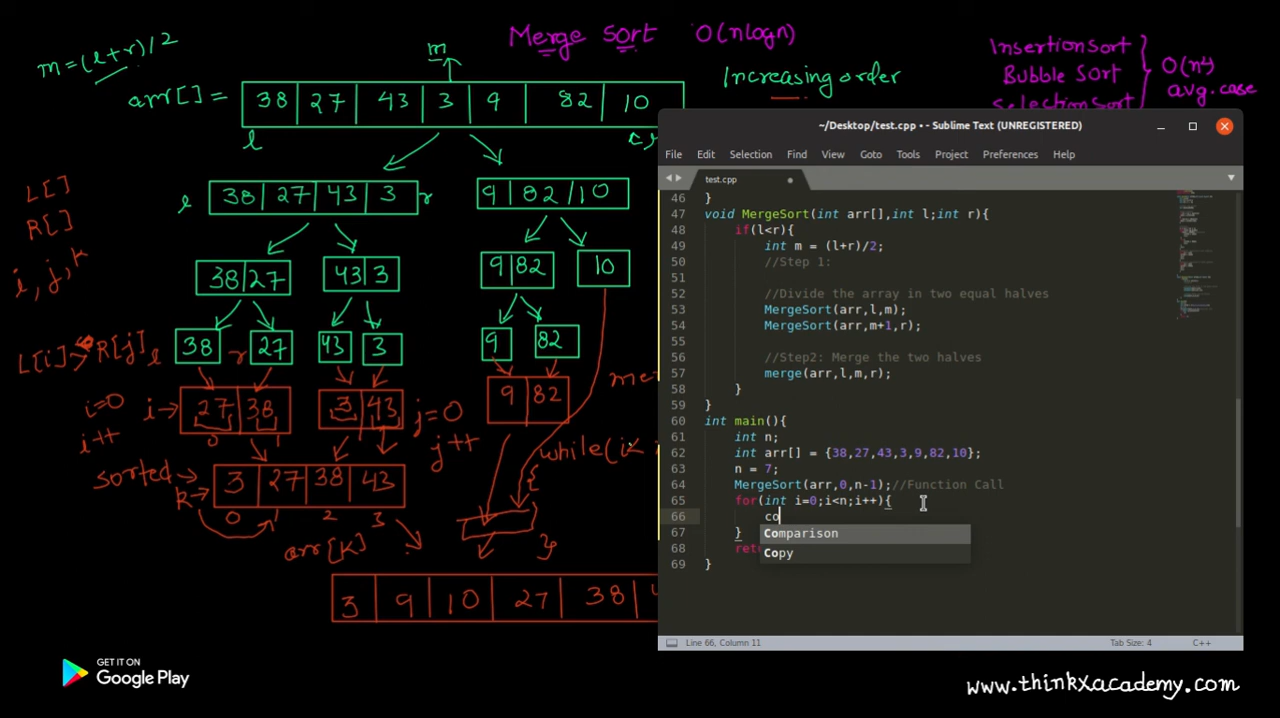 m=(l+r)/2
Merge Sort O(nlogn)
m
arr[]= 38 27 43 3 9 82 10
l
Increasing order
InsertionSort
Bubble Sort
SelectionSort
O(n²)
avg.case
L[]
R[]
i, j, k
l 38 27 43 3 r
9 82 10
38 27
43 3
9 82
10
L[i]> R[j] l 38 r 27 43 3
9 82
i=0
i++
i→ 27 38
0 1
3 43
j=0
j++
9 82
while(i<
{
}
sorted→
k→ 3 27 38 43
0 1 2 3
arr[k]
3 9 10 27 38
~/Desktop/test.cpp • - Sublime Text (UNREGISTERED)
File Edit Selection Find View Goto Tools Project Preferences Help
test.cpp
46 }
47 void MergeSort(int arr[],int l;int r){
48 if(l<r){
49 int m = (l+r)/2;
50 //Step 1:
51
52 //Divide the array in two equal halves
53 MergeSort(arr,l,m);
54 MergeSort(arr,m+1,r);
55
56 //Step2: Merge the two halves
57 merge(arr,l,m,r);
58 }
59 }
60 int main(){
61 int n;
62 int arr[] = {38,27,43,3,9,82,10};
63 n = 7;
64 MergeSort(arr,0,n-1);//Function Call
65 for(int i=0;i<n;i++){
66 co
67 }
68 ret
69 }
Comparison
Copy
Line 66, Column 11
Tab Size: 4 C++
GET IT ON
Google Play
www.thinkxacademy.com